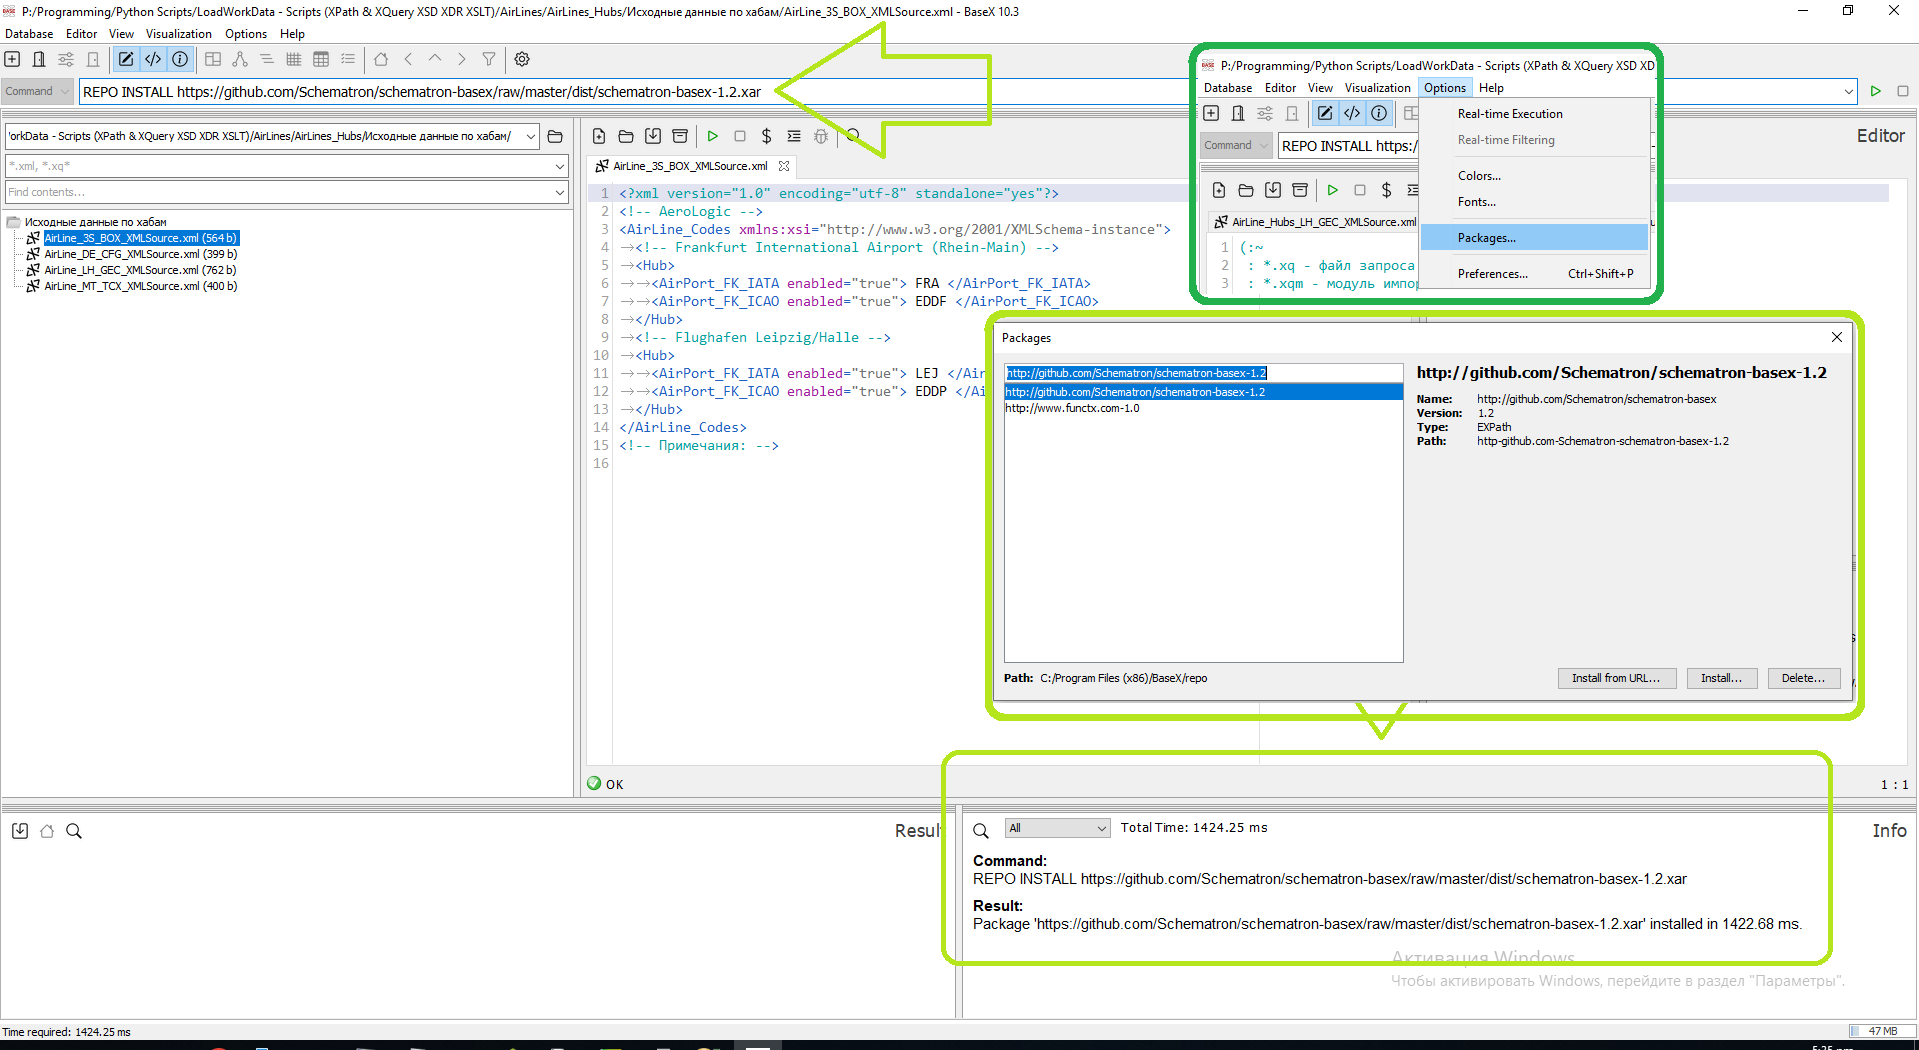 P:/Programming/Python Scripts/LoadWorkData - Scripts (XPath & XQuery XSD XDR XSLT)/AirLines/AirLines_Hubs/Исходные данные по хабам/AirLine_3S_BOX_XMLSource.xml - BaseX 10.3
Database Editor View Visualization Options Help
Command REPO INSTALL https://github.com/Schematron/schematron-basex/raw/master/dist/schematron-basex-1.2.xar
'orkData - Scripts (XPath & XQuery XSD XDR XSLT)/AirLines/AirLines_Hubs/Исходные данные по хабам/
*.xml, *.xq*
Find contents...
Исходные данные по хабам
AirLine_3S_BOX_XMLSource.xml (564 b)
AirLine_DE_CFG_XMLSource.xml (399 b)
AirLine_LH_GEC_XMLSource.xml (762 b)
AirLine_MT_TCX_XMLSource.xml (400 b)
Editor
AirLine_3S_BOX_XMLSource.xml
1 <?xml version="1.0" encoding="utf-8" standalone="yes"?>
2 <!-- AeroLogic -->
3 <AirLine_Codes xmlns:xsi="http://www.w3.org/2001/XMLSchema-instance">
4 →<!-- Frankfurt International Airport (Rhein-Main) -->
5 →<Hub>
6 →→<AirPort_FK_IATA enabled="true"> FRA </AirPort_FK_IATA>
7 →→<AirPort_FK_ICAO enabled="true"> EDDF </AirPort_FK_ICAO>
8 →</Hub>
9 →<!-- Flughafen Leipzig/Halle -->
10 →<Hub>
11 →→<AirPort_FK_IATA enabled="true"> LEJ </Air
12 →→<AirPort_FK_ICAO enabled="true"> EDDP </Ai
13 →</Hub>
14 </AirLine_Codes>
15 <!-- Примечания: -->
16
OK
1 : 1
P:/Programming/Python Scripts/LoadWorkData - Scripts (XPath & XQuery XSD XD
Database Editor View Visualization Options Help
Command REPO INSTALL https:/
AirLine_Hubs_LH_GEC_XMLSource.xml
1 (:~
2 : *.xq - файл запроса
3 : *.xqm - модуль импор
Real-time Execution
Real-time Filtering
Colors...
Fonts...
Packages...
Preferences... Ctrl+Shift+P
Packages
http://github.com/Schematron/schematron-basex-1.2
http://github.com/Schematron/schematron-basex-1.2
http://www.functx.com-1.0
http://github.com/Schematron/schematron-basex-1.2
Name: http://github.com/Schematron/schematron-basex
Version: 1.2
Type: EXPath
Path: http-github.com-Schematron-schematron-basex-1.2
Path: C:/Program Files (x86)/BaseX/repo
Install from URL... Install... Delete...
Result
All Total Time: 1424.25 ms
Info
Command:
REPO INSTALL https://github.com/Schematron/schematron-basex/raw/master/dist/schematron-basex-1.2.xar
Result:
Package 'https://github.com/Schematron/schematron-basex/raw/master/dist/schematron-basex-1.2.xar' installed in 1422.68 ms.
Активация Windows
Чтобы активировать Windows, перейдите в раздел "Параметры".
Time required: 1424.25 ms
47 MB